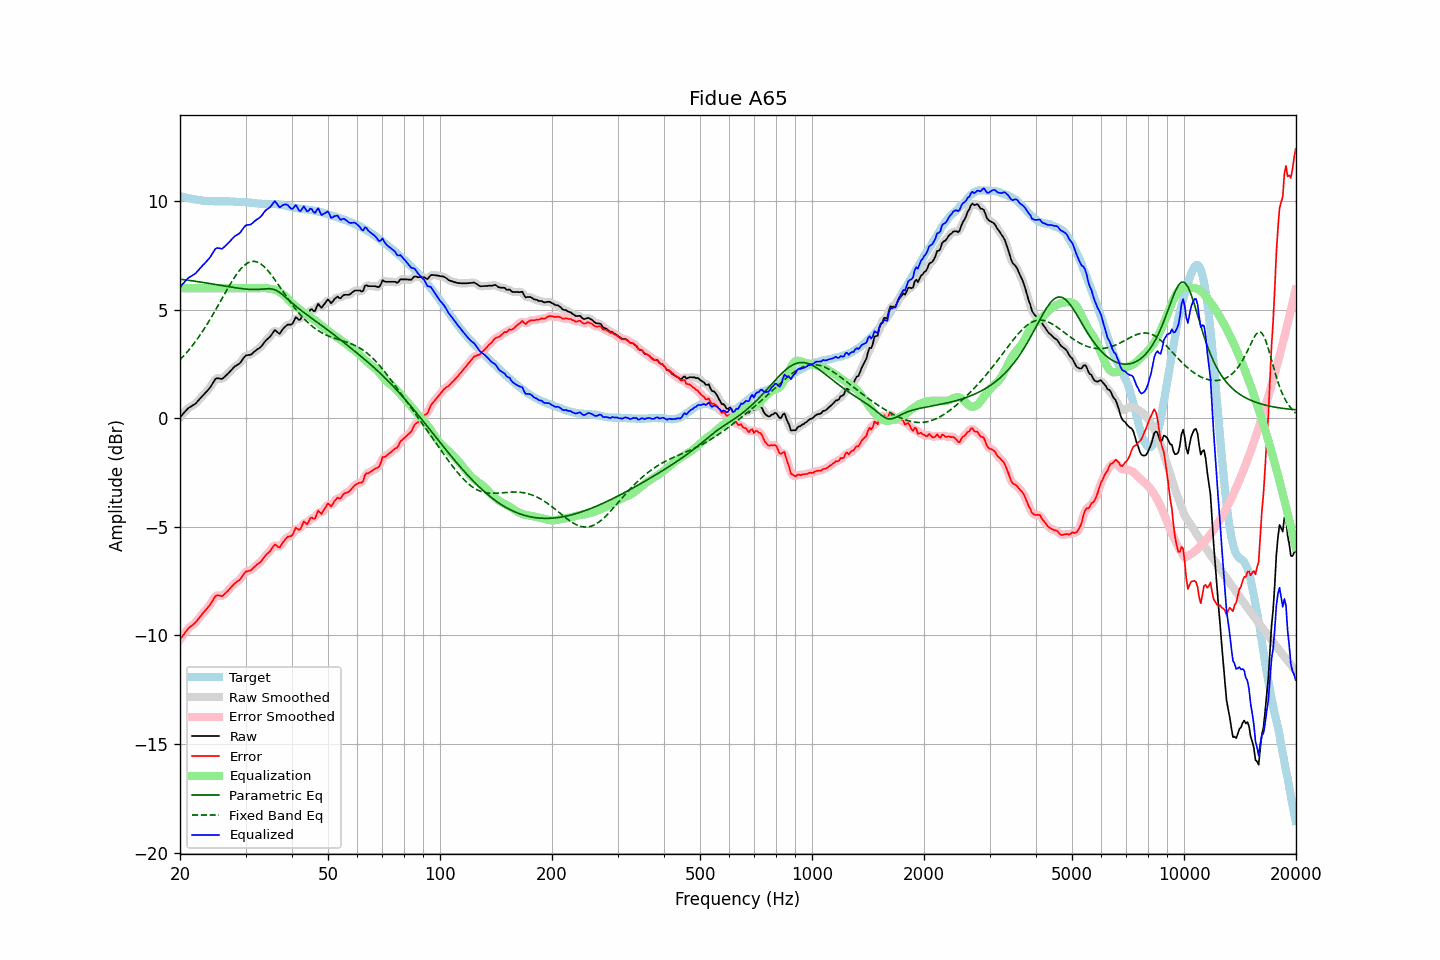 Fidue A65
Amplitude (dBr)
10
5
0
−5
−10
−15
−20
Target
Raw Smoothed
Error Smoothed
Raw
Error
Equalization
Parametric Eq
Fixed Band Eq
Equalized
20 50 100 200 500 1000 2000 5000 10000 20000
Frequency (Hz)